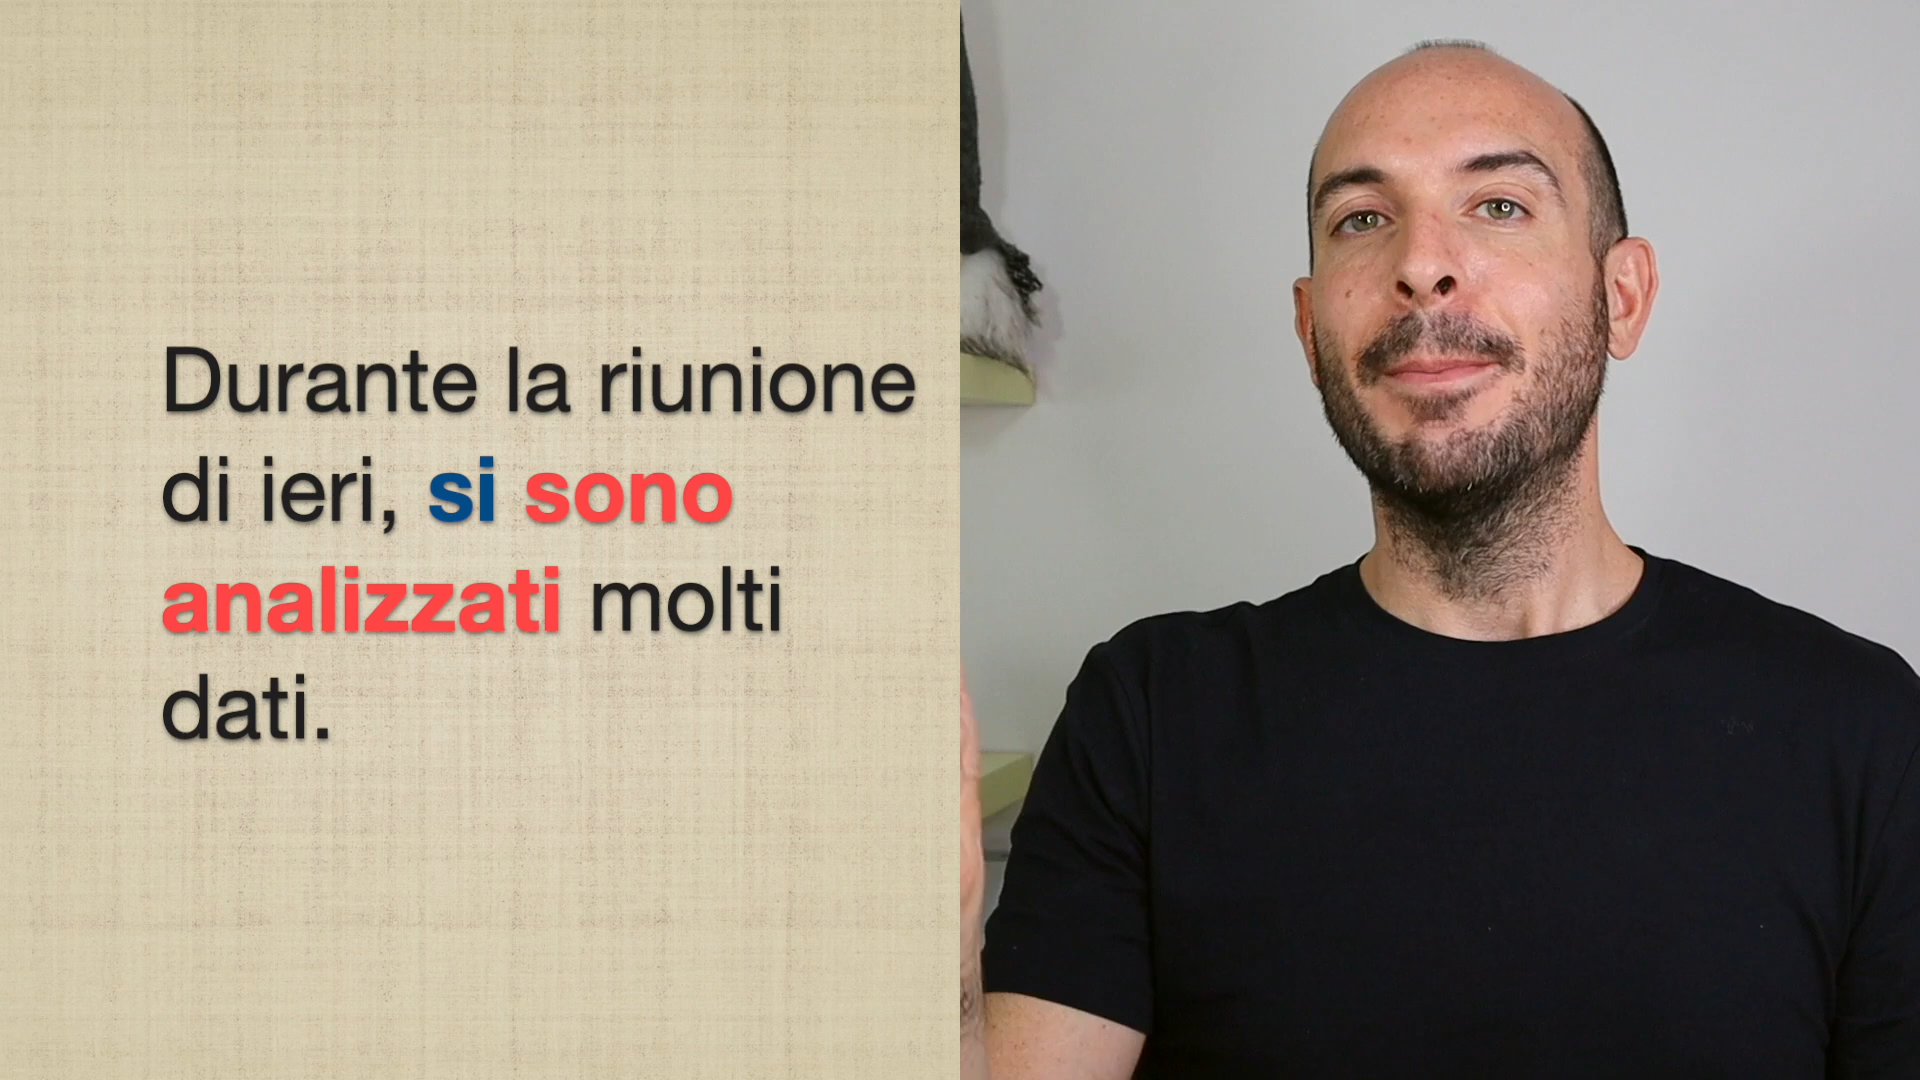 Durante la riunione
di ieri, si sono
analizzati molti
dati.